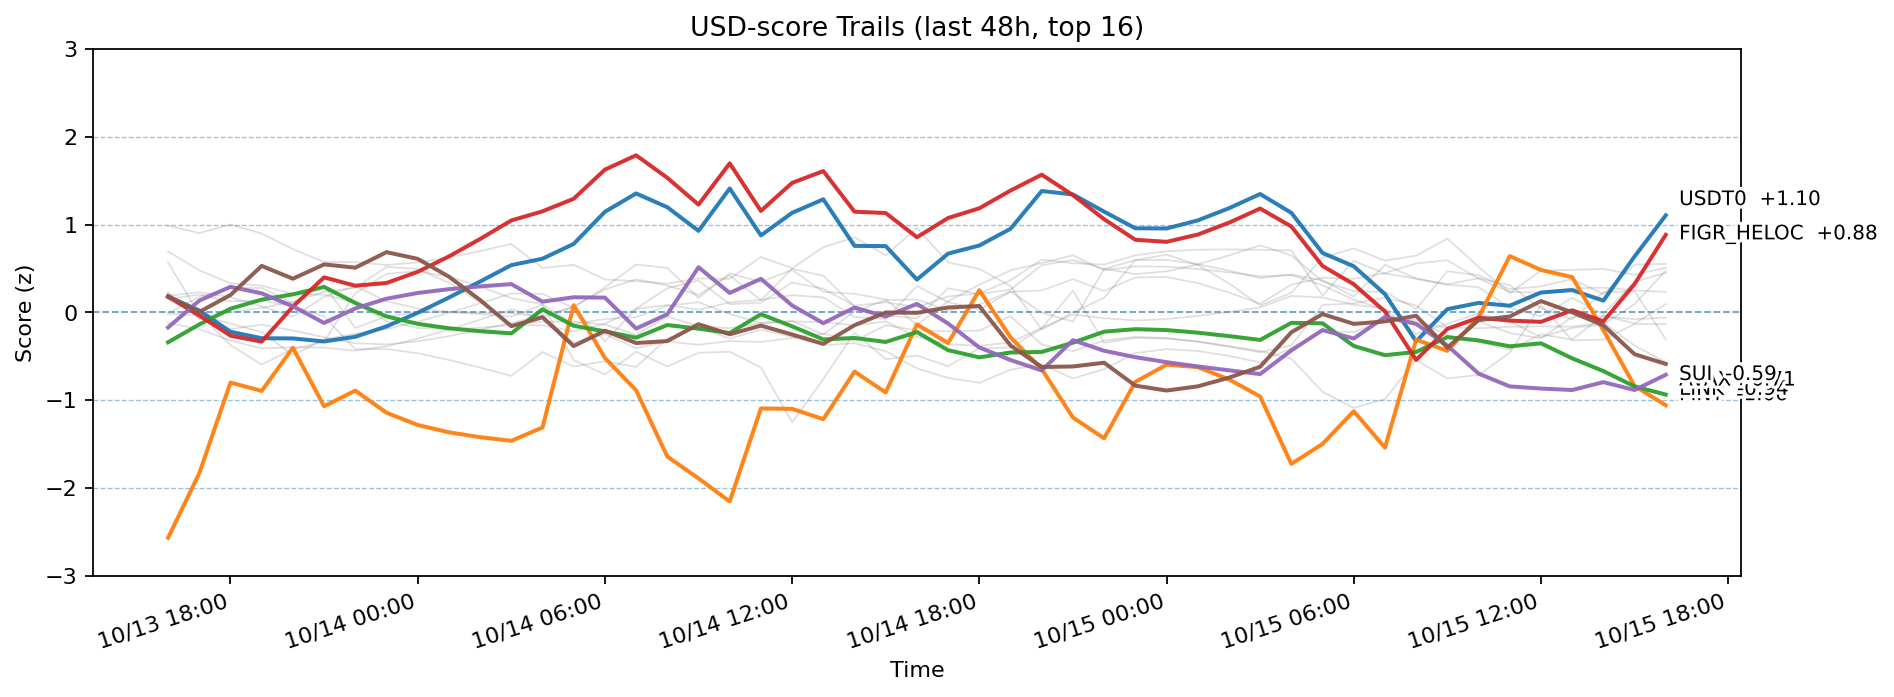 USD-score Trails (last 48h, top 16)
Score (z)
3
2
1
0
−1
−2
−3
USDT0 +1.10
FIGR_HELOC +0.88
SUI -0.59
10/13 18:00
10/14 00:00
10/14 06:00
10/14 12:00
10/14 18:00
10/15 00:00
10/15 06:00
10/15 12:00
10/15 18:00
Time